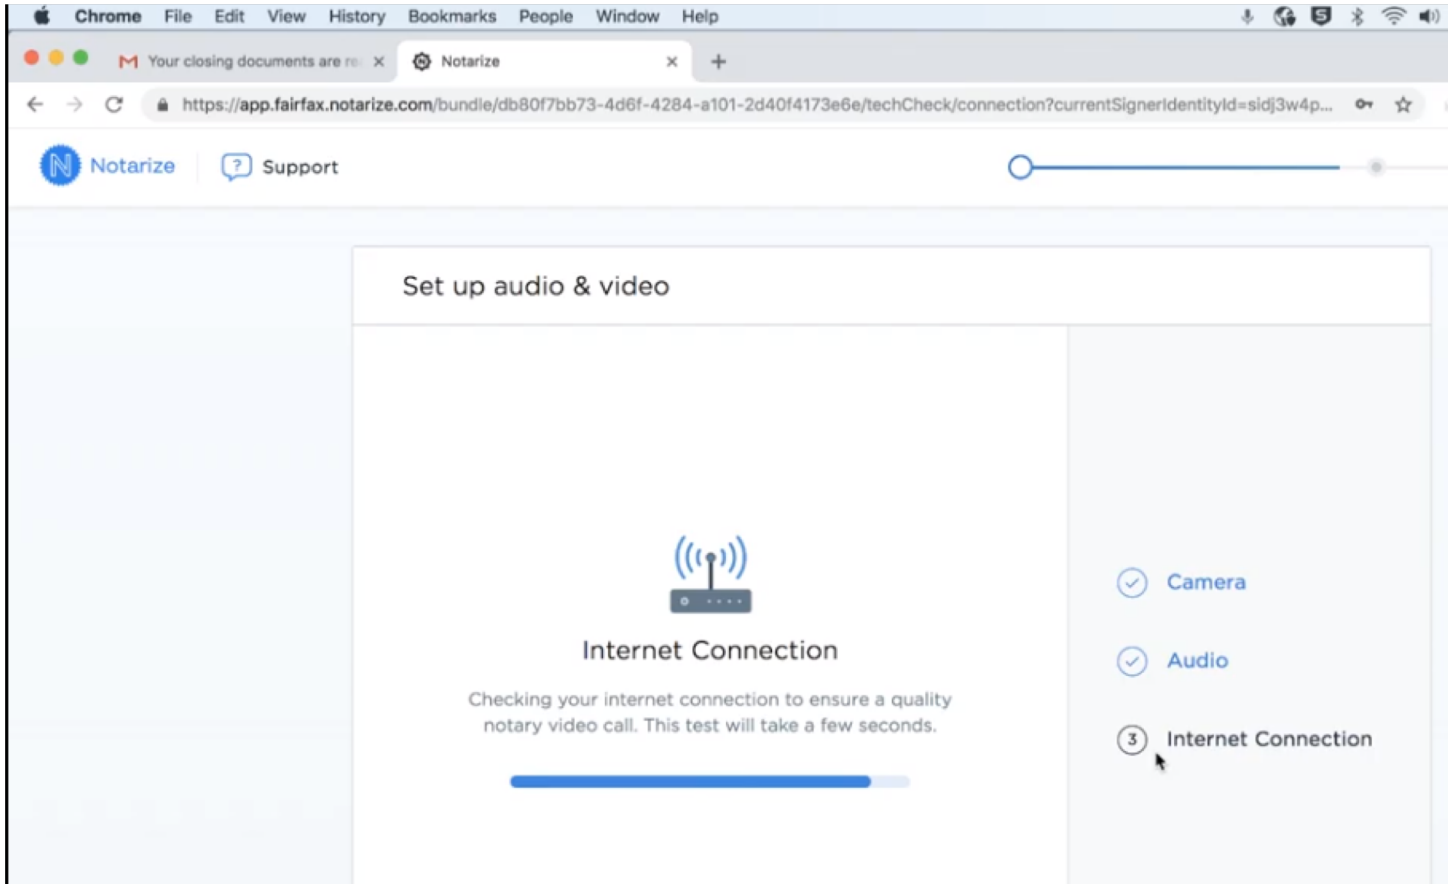 Chrome File Edit View History Bookmarks People Window Help
Your closing documents are re
Notarize
https://app.fairfax.notarize.com/bundle/db80f7bb73-4d6f-4284-a101-2d40f4173e6e/techCheck/connection?currentSignerIdentityId=sidj3w4p...
N Notarize
? Support
Set up audio & video
Internet Connection
Checking your internet connection to ensure a quality
notary video call. This test will take a few seconds.
Camera
Audio
3 Internet Connection